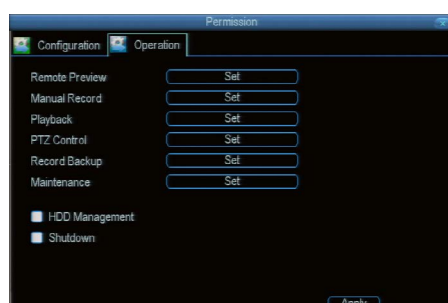 Permission
Configuration Operation
Remote Preview Set
Manual Record Set
Playback Set
PTZ Control Set
Record Backup Set
Maintenance Set
HDD Management
Shutdown
Apply